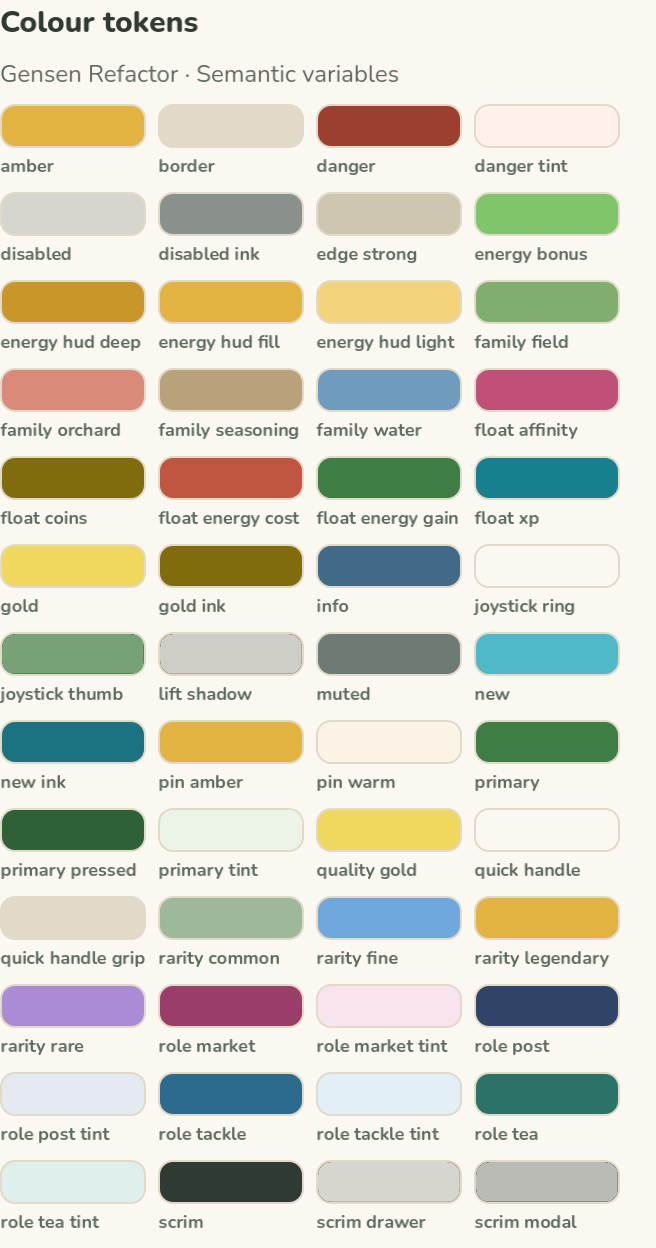 Colour tokens
Gensen Refactor · Semantic variables
amber border danger danger tint
disabled disabled ink edge strong energy bonus
energy hud deep energy hud fill energy hud light family field
family orchard family seasoning family water float affinity
float coins float energy cost float energy gain float xp
gold gold ink info joystick ring
joystick thumb lift shadow muted new
new ink pin amber pin warm primary
primary pressed primary tint quality gold quick handle
quick handle grip rarity common rarity fine rarity legendary
rarity rare role market role market tint role post
role post tint role tackle role tackle tint role tea
role tea tint scrim scrim drawer scrim modal